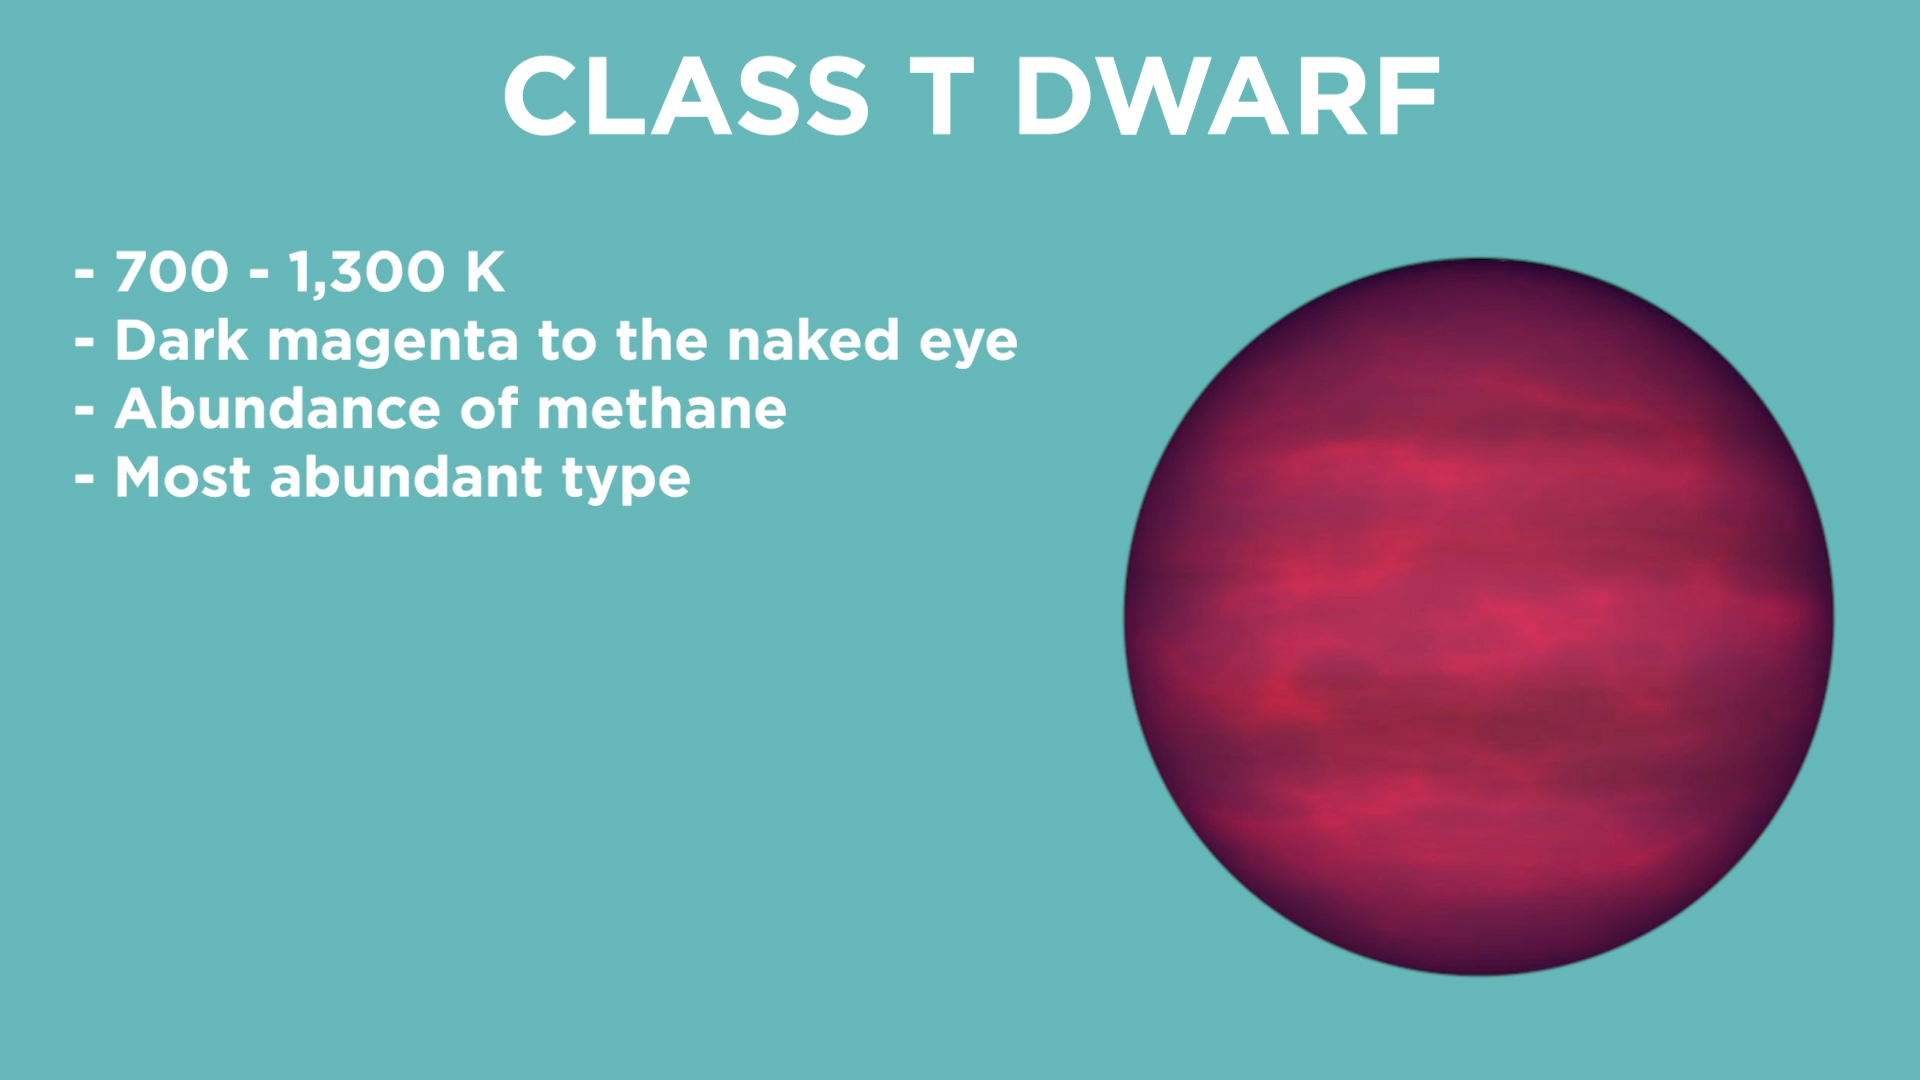 CLASS T DWARF
- 700 - 1,300 K
- Dark magenta to the naked eye
- Abundance of methane
- Most abundant type